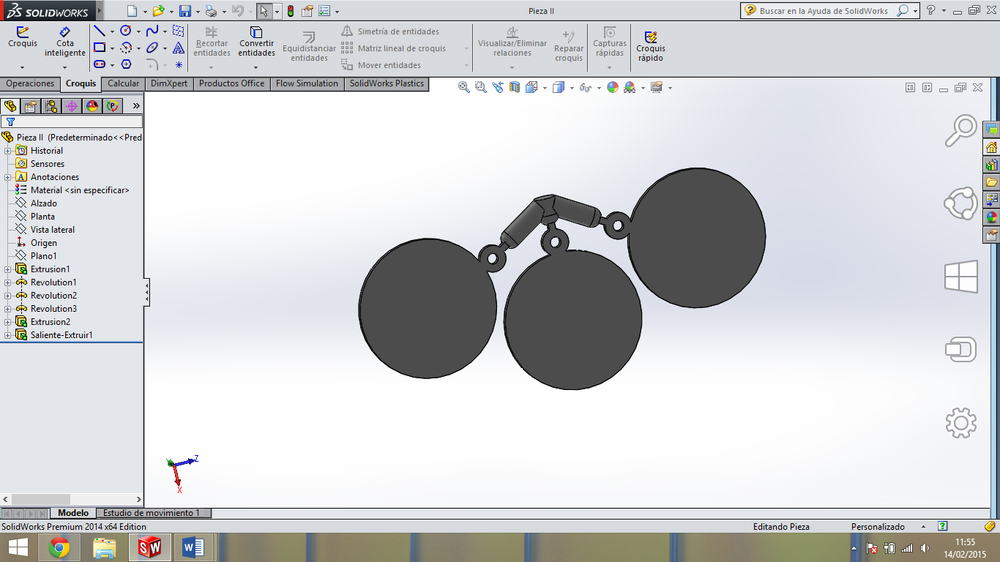 SOLIDWORKS
Pieza II
Buscar en la Ayuda de SolidWorks
Croquis
Cota inteligente
Recortar entidades
Convertir entidades
Equidistanciar entidades
Simetría de entidades
Matriz lineal de croquis
Mover entidades
Visualizar/Eliminar relaciones
Reparar croquis
Capturas rápidas
Croquis rápido
Operaciones Croquis Calcular DimXpert Productos Office Flow Simulation SolidWorks Plastics
Pieza II (Predeterminado<<Pred
Historial
Sensores
Anotaciones
Material <sin especificar>
Alzado
Planta
Vista lateral
Origen
Plano1
Extrusion1
Revolution1
Revolution2
Revolution3
Extrusion2
Saliente-Extruir1
Y
Z
X
Modelo Estudio de movimiento 1
SolidWorks Premium 2014 x64 Edition
Editando Pieza
Personalizado
11:55
14/02/2015